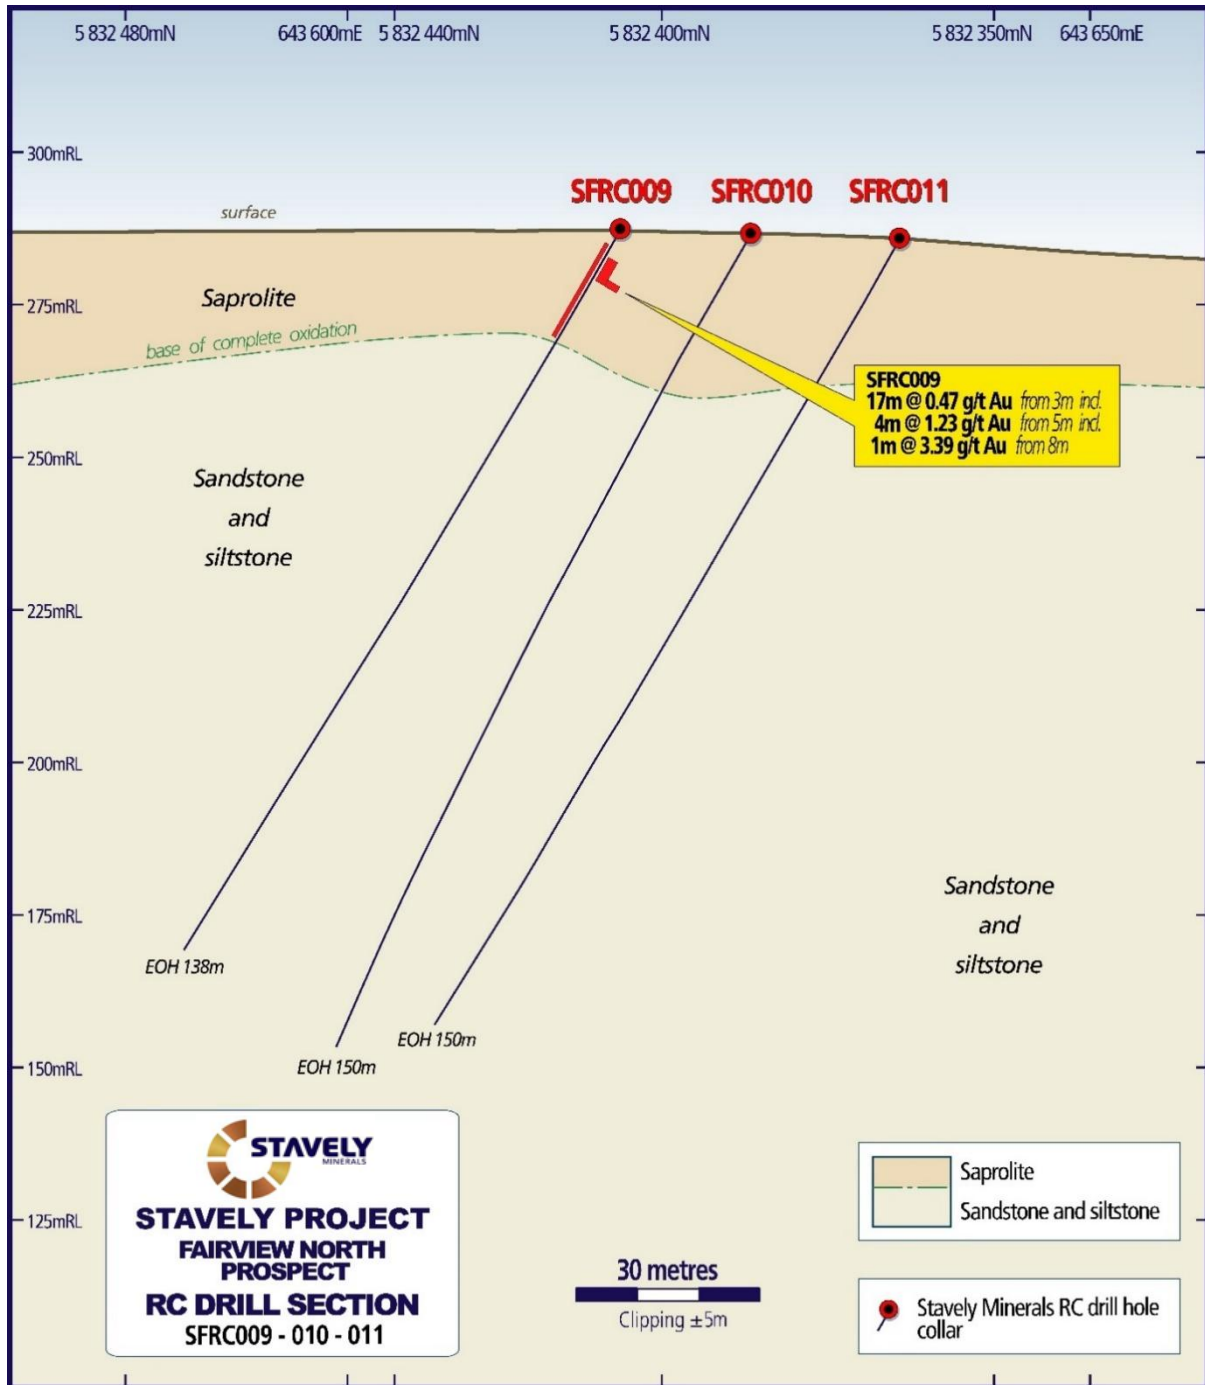 5 832 480mN
643 600mE
5 832 440mN
5 832 400mN
5 832 350mN
643 650mE
300mRL
SFRC009
SFRC010
SFRC011
surface
275mRL
Saprolite
base of complete oxidation
SFRC009
17m @ 0.47 g/t Au from 3m incl.
4m @ 1.23 g/t Au from 5m incl.
1m @ 3.39 g/t Au from 8m
250mRL
Sandstone
and
siltstone
225mRL
200mRL
175mRL
Sandstone
and
siltstone
EOH 138m
EOH 150m
EOH 150m
150mRL
125mRL
STAVELY
MINERALS
STAVELY PROJECT
FAIRVIEW NORTH
PROSPECT
RC DRILL SECTION
SFRC009 - 010 - 011
30 metres
Clipping ±5m
Saprolite
Sandstone and siltstone
Stavely Minerals RC drill hole
collar